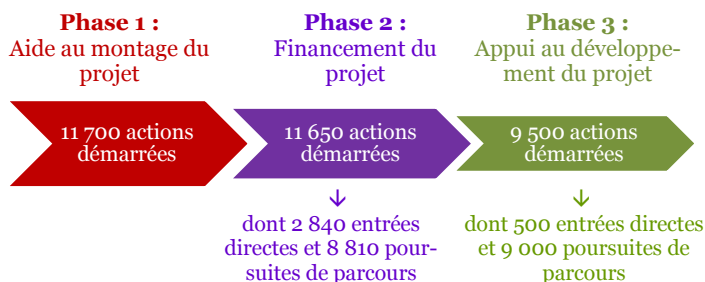 Phase 1 :
Aide au montage du
projet
Phase 2 :
Financement du
projet
Phase 3 :
Appui au développe-
ment du projet
11 700 actions
démarrées
11 650 actions
démarrées
9 500 actions
démarrées
↓
dont 2 840 entrées
directes et 8 810 pour-
suites de parcours
↓
dont 500 entrées directes
et 9 000 poursuites de
parcours